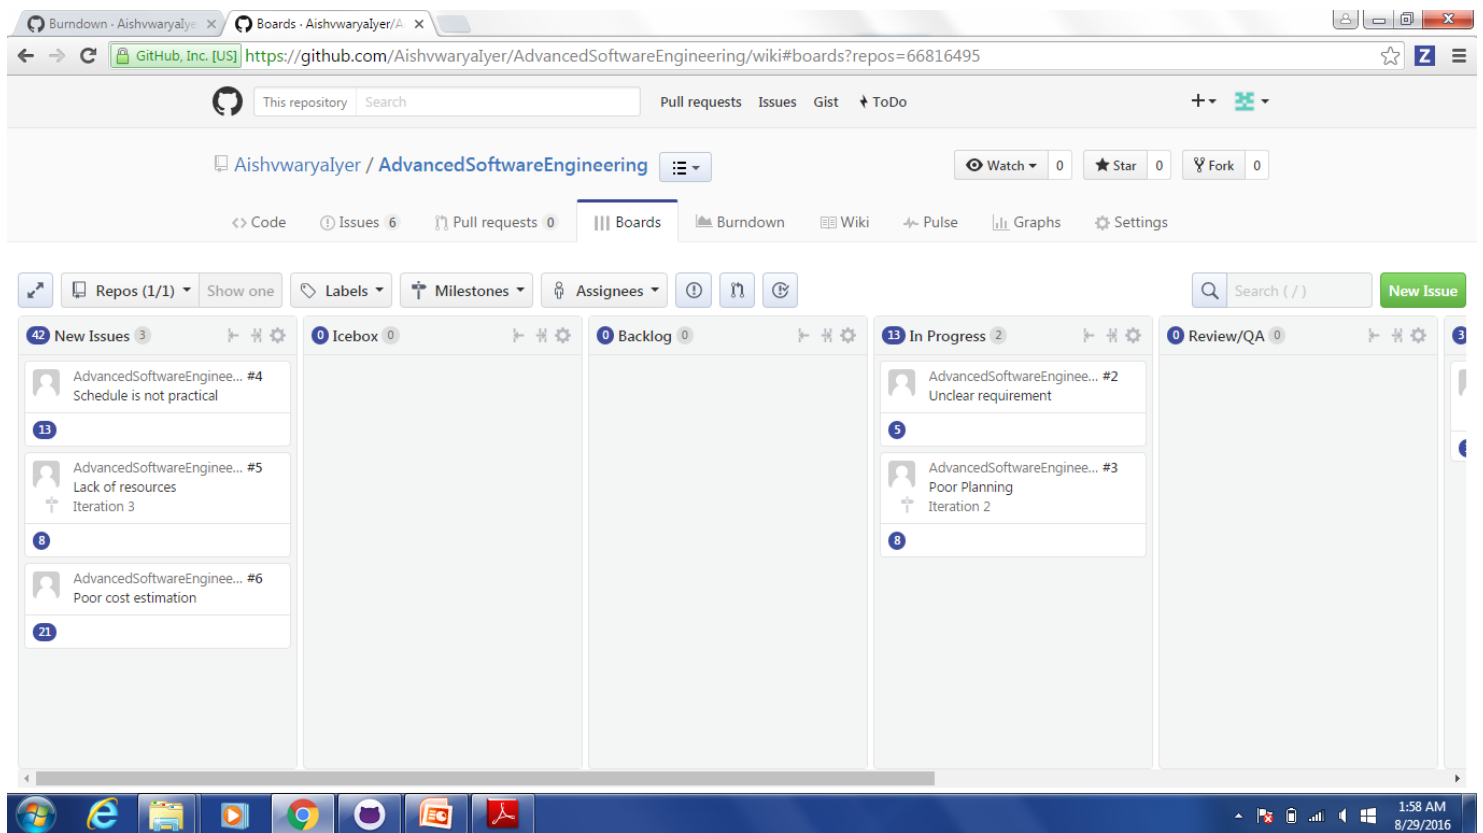 Burndown - AishvwaryaIye
Boards · AishvwaryaIyer/A
GitHub, Inc. [US] https://github.com/AishvwaryaIyer/AdvancedSoftwareEngineering/wiki#boards?repos=66816495
Z
This repository Search
Pull requests Issues Gist ToDo
AishvwaryaIyer / AdvancedSoftwareEngineering
Watch 0 Star 0 Fork 0
Code Issues 6 Pull requests 0 Boards Burndown Wiki Pulse Graphs Settings
Repos (1/1) Show one Labels Milestones Assignees Search ( / ) New Issue
42 New Issues 3
AdvancedSoftwareEnginee... #4
Schedule is not practical
13
AdvancedSoftwareEnginee... #5
Lack of resources
Iteration 3
8
AdvancedSoftwareEnginee... #6
Poor cost estimation
21
0 Icebox 0
0 Backlog 0
13 In Progress 2
AdvancedSoftwareEnginee... #2
Unclear requirement
5
AdvancedSoftwareEnginee... #3
Poor Planning
Iteration 2
8
0 Review/QA 0
3
1:58 AM
8/29/2016